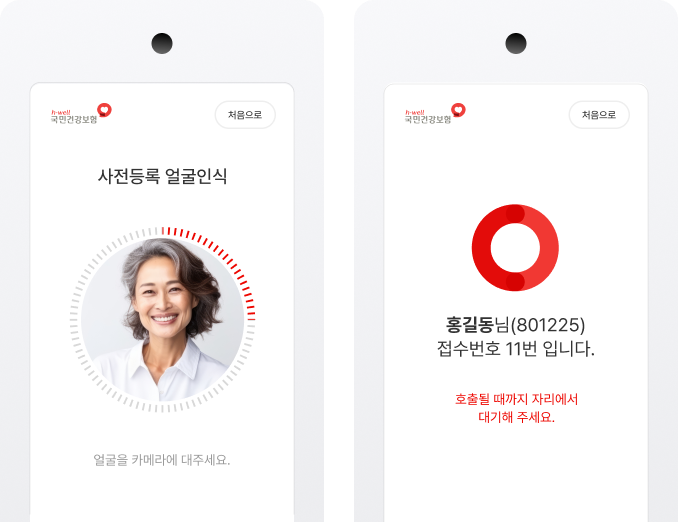 h-well
국민건강보험
처음으로
사전등록 얼굴인식
얼굴을 카메라에 대주세요.
h-well
국민건강보험
처음으로
홍길동님(801225)
접수번호 11번 입니다.
호출될 때까지 자리에서
대기해 주세요.